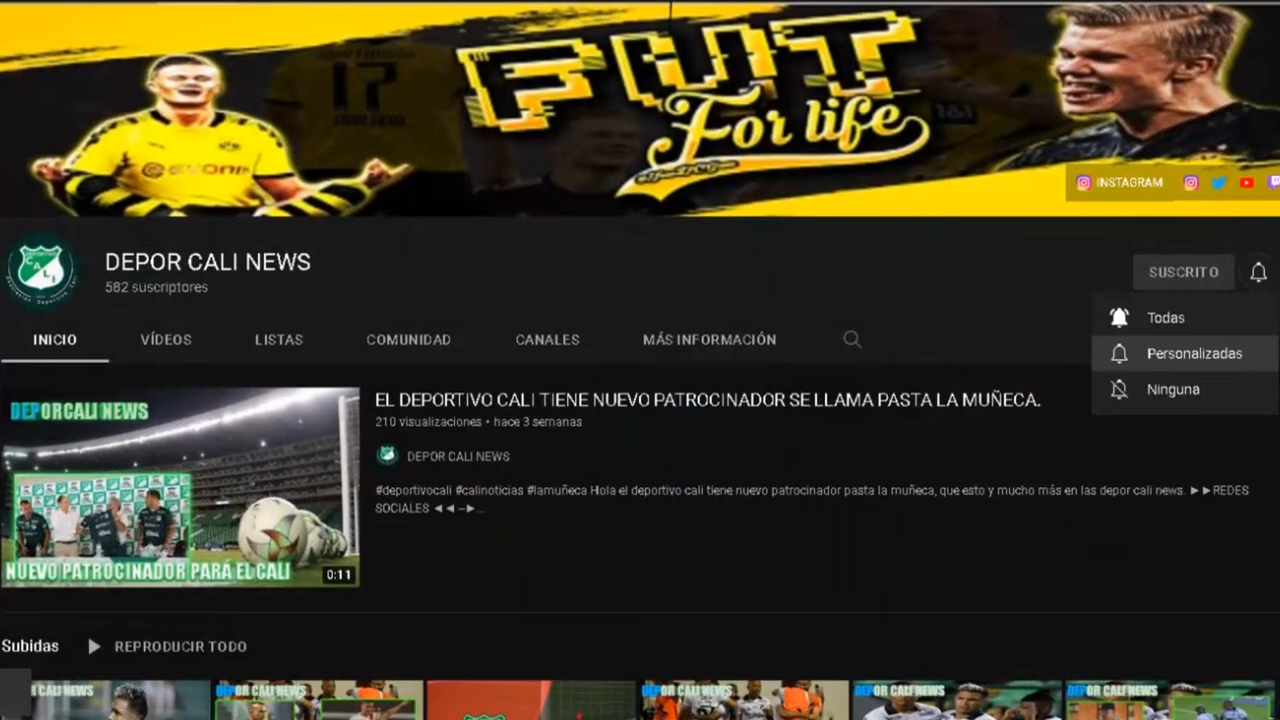 17
FUT
For life
EVONIK
INSTAGRAM
CALI
DEPOR CALI NEWS
582 suscriptores
SUSCRITO
Todas
Personalizadas
Ninguna
INICIO
VÍDEOS
LISTAS
COMUNIDAD
CANALES
MÁS INFORMACIÓN
DEPORCALI NEWS
NUEVO PATROCINADOR PARÁ EL CALI
0:11
EL DEPORTIVO CALI TIENE NUEVO PATROCINADOR SE LLAMA PASTA LA MUÑECA.
210 visualizaciones • hace 3 semanas
DEPOR CALI NEWS
#deportivocali #calinoticias #lamuñeca Hola el deportivo cali tiene nuevo patrocinador pasta la muñeca, que esto y mucho más en las depor cali news. ►►REDES
SOCIALES ◄◄ –►...
Subidas
REPRODUCIR TODO
CALI NEWS
DEPOR CALI NEWS
DEPOR CALI NEWS
DEPOR CALI NEWS
DEPOR CALI NEWS